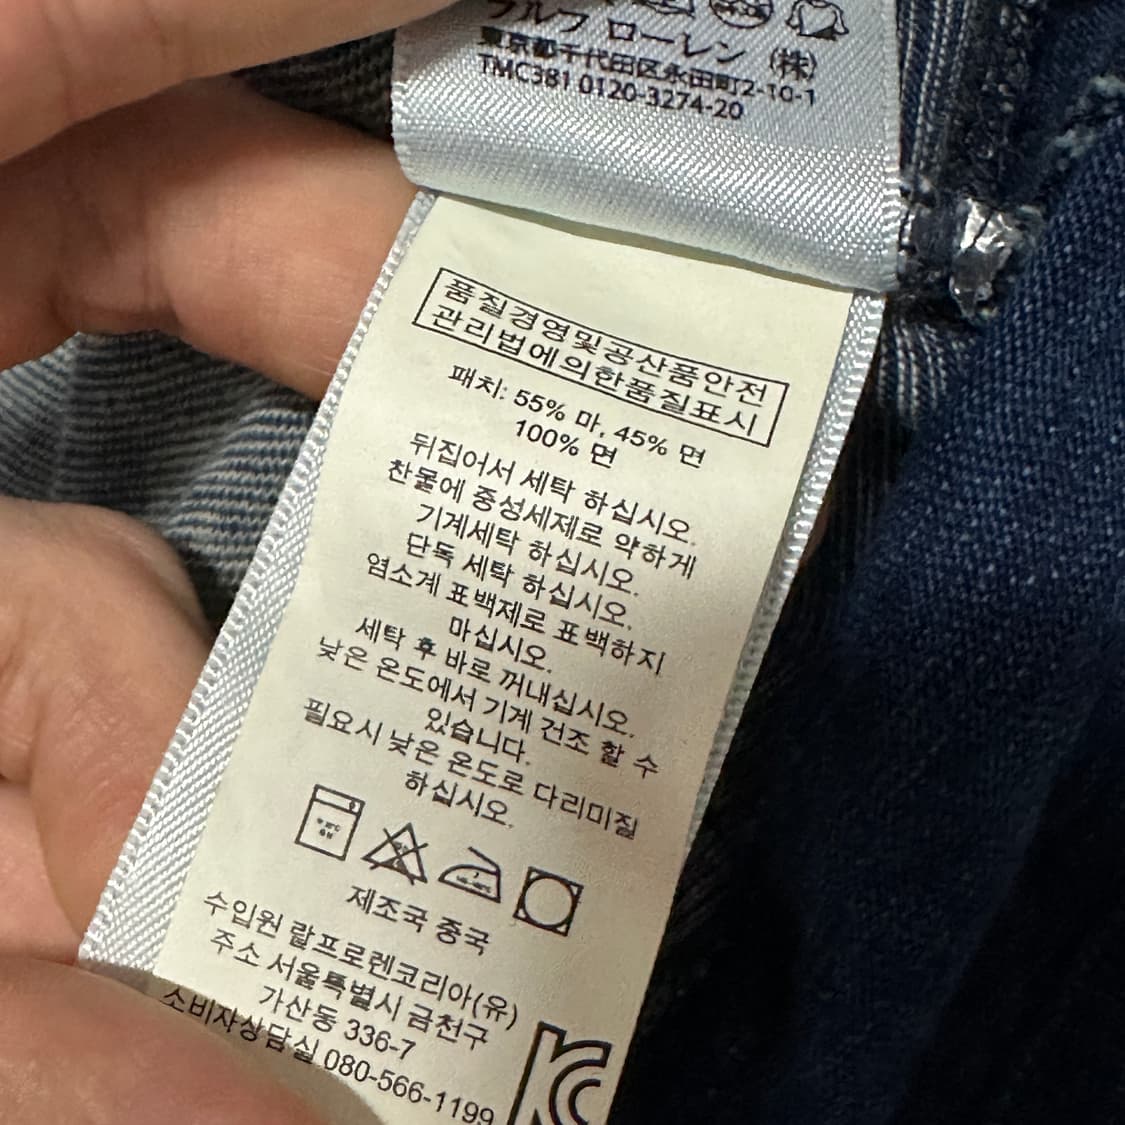 ラルフ ローレン (株)
東京都千代田区永田町2-10-1
TMC381 0120-3274-20
품질경영및공산품안전
관리법에의한품질표시
패치: 55% 마, 45% 면
100% 면
뒤집어서 세탁 하십시오.
찬물에 중성세제로 약하게
기계세탁 하십시오.
단독 세탁 하십시오.
염소계 표백제로 표백하지
마십시오.
세탁 후 바로 꺼내십시오.
낮은 온도에서 기계 건조 할 수
있습니다.
필요시 낮은 온도로 다리미질
하십시오.
제조국 중국
수입원 랄프로렌코리아(유)
주소 서울특별시 금천구
가산동 336-7
소비자상담실 080-566-1199
KC